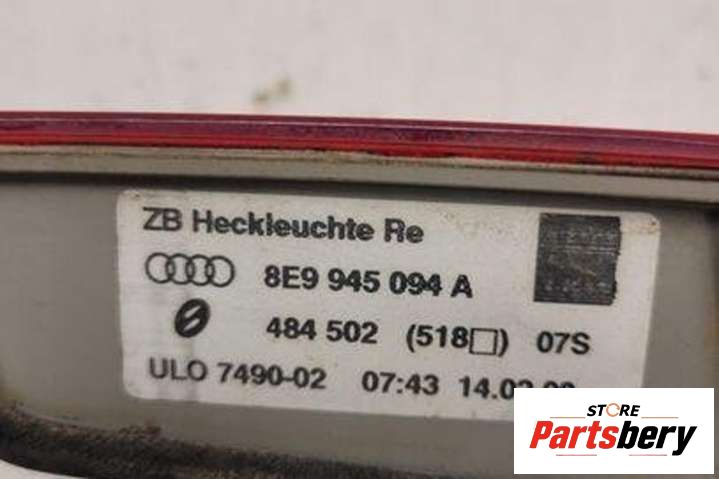 ZB Heckleuchte Re
8E9 945 094 A
484 502 (518□) 07S
ULO 7490-02 07:43
STORE
Partsbery